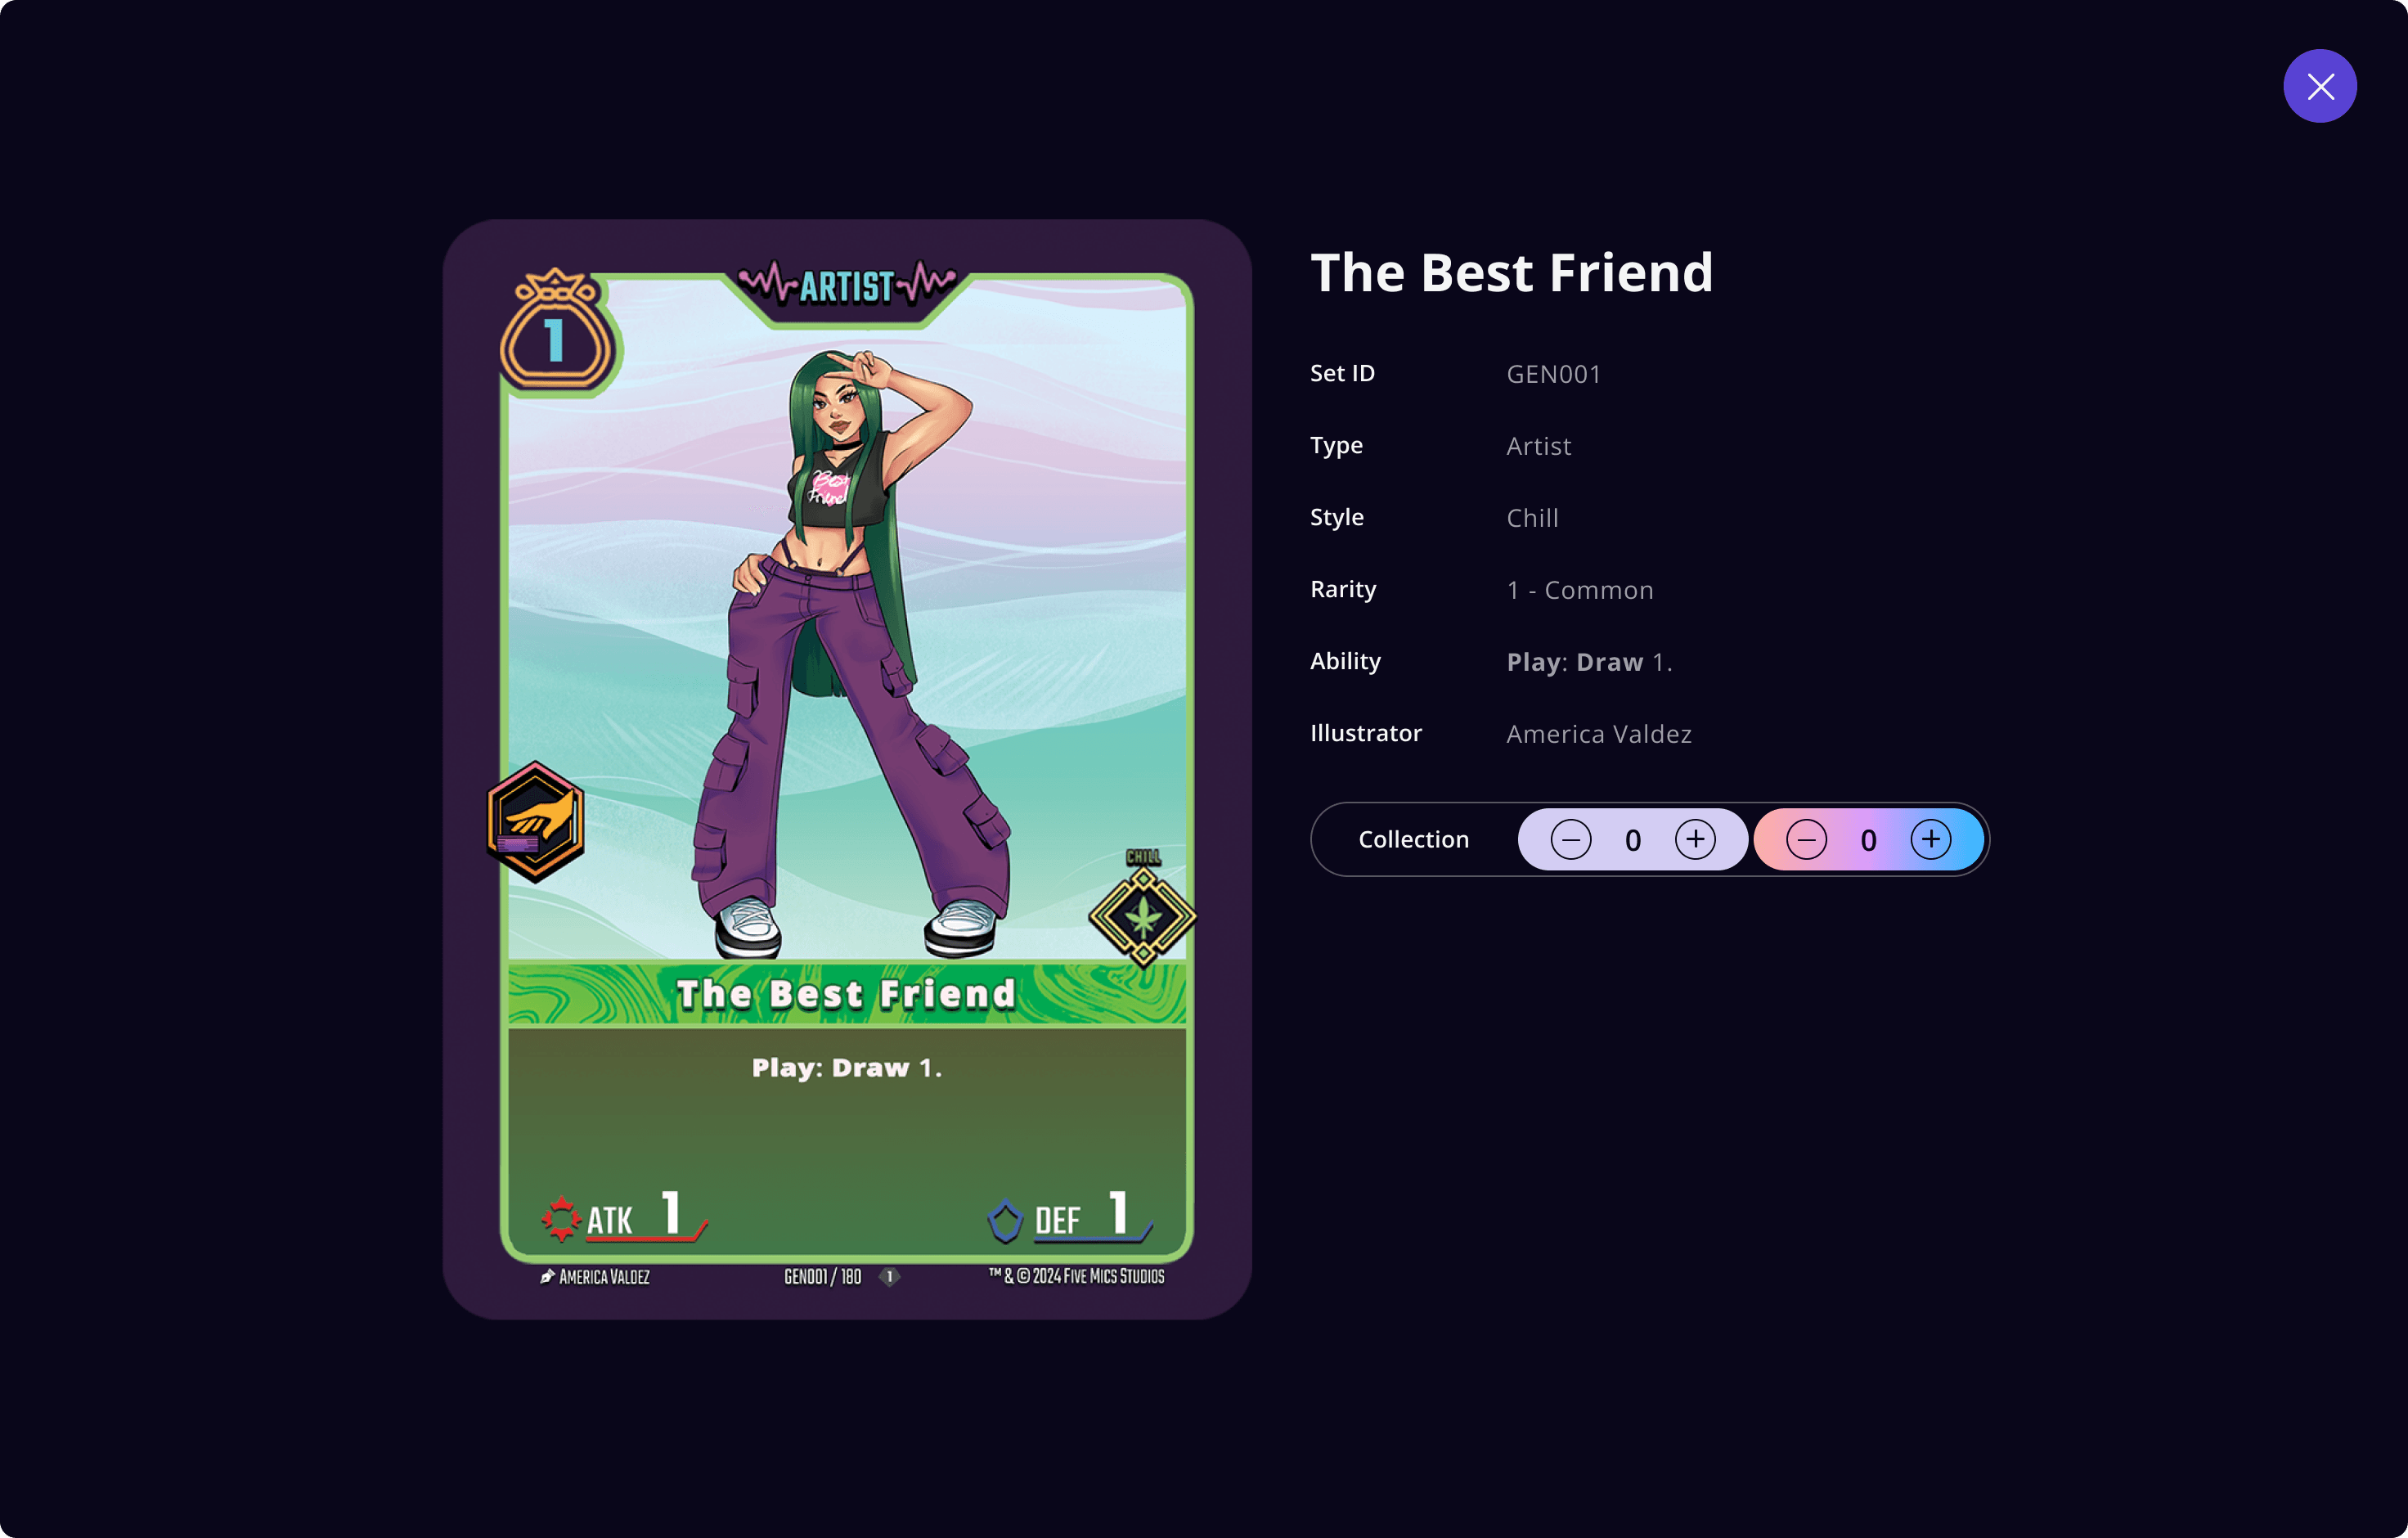 ARTIST
1
Best
Friend
CHILL
The Best Friend
Play: Draw 1.
ATK 1
DEF 1
AMERICA VALDEZ
GEN001 / 180
1
™ & © 2024 FIVE MICS STUDIOS
The Best Friend
Set ID GEN001
Type Artist
Style Chill
Rarity 1 - Common
Ability Play: Draw 1.
Illustrator America Valdez
Collection 0 0